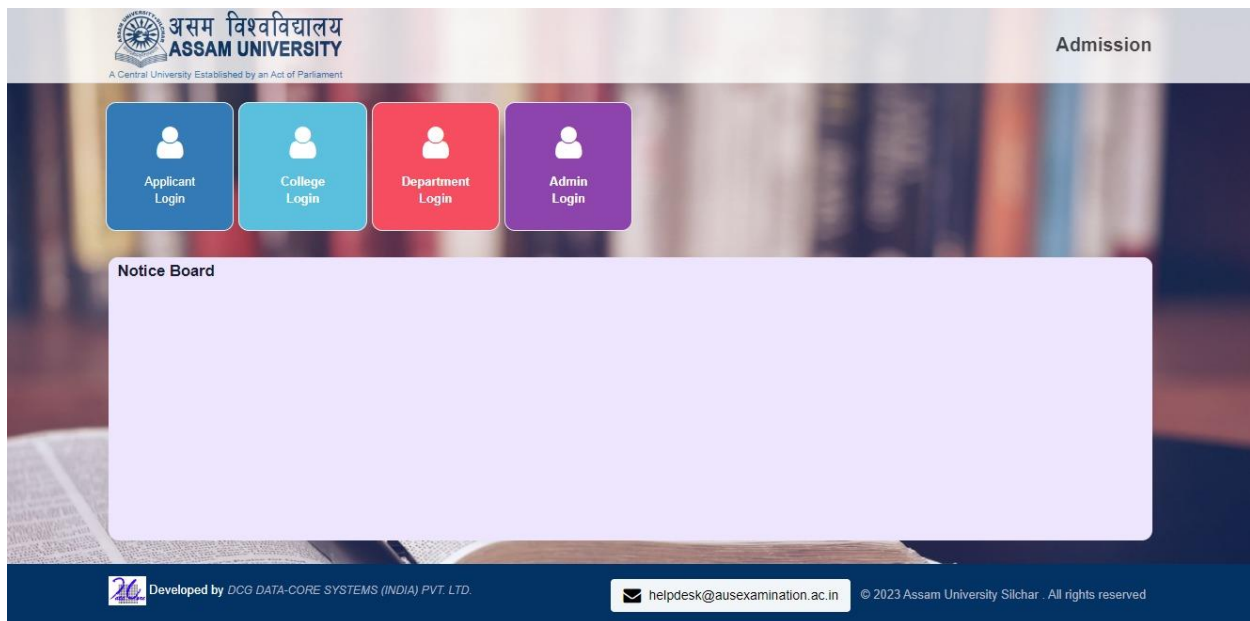 असम विश्वविद्यालय
ASSAM UNIVERSITY
A Central University Established by an Act of Parliament
Admission
Applicant
Login
College
Login
Department
Login
Admin
Login
Notice Board
Developed by DCG DATA-CORE SYSTEMS (INDIA) PVT. LTD.
helpdesk@ausexamination.ac.in
© 2023 Assam University Silchar . All rights reserved